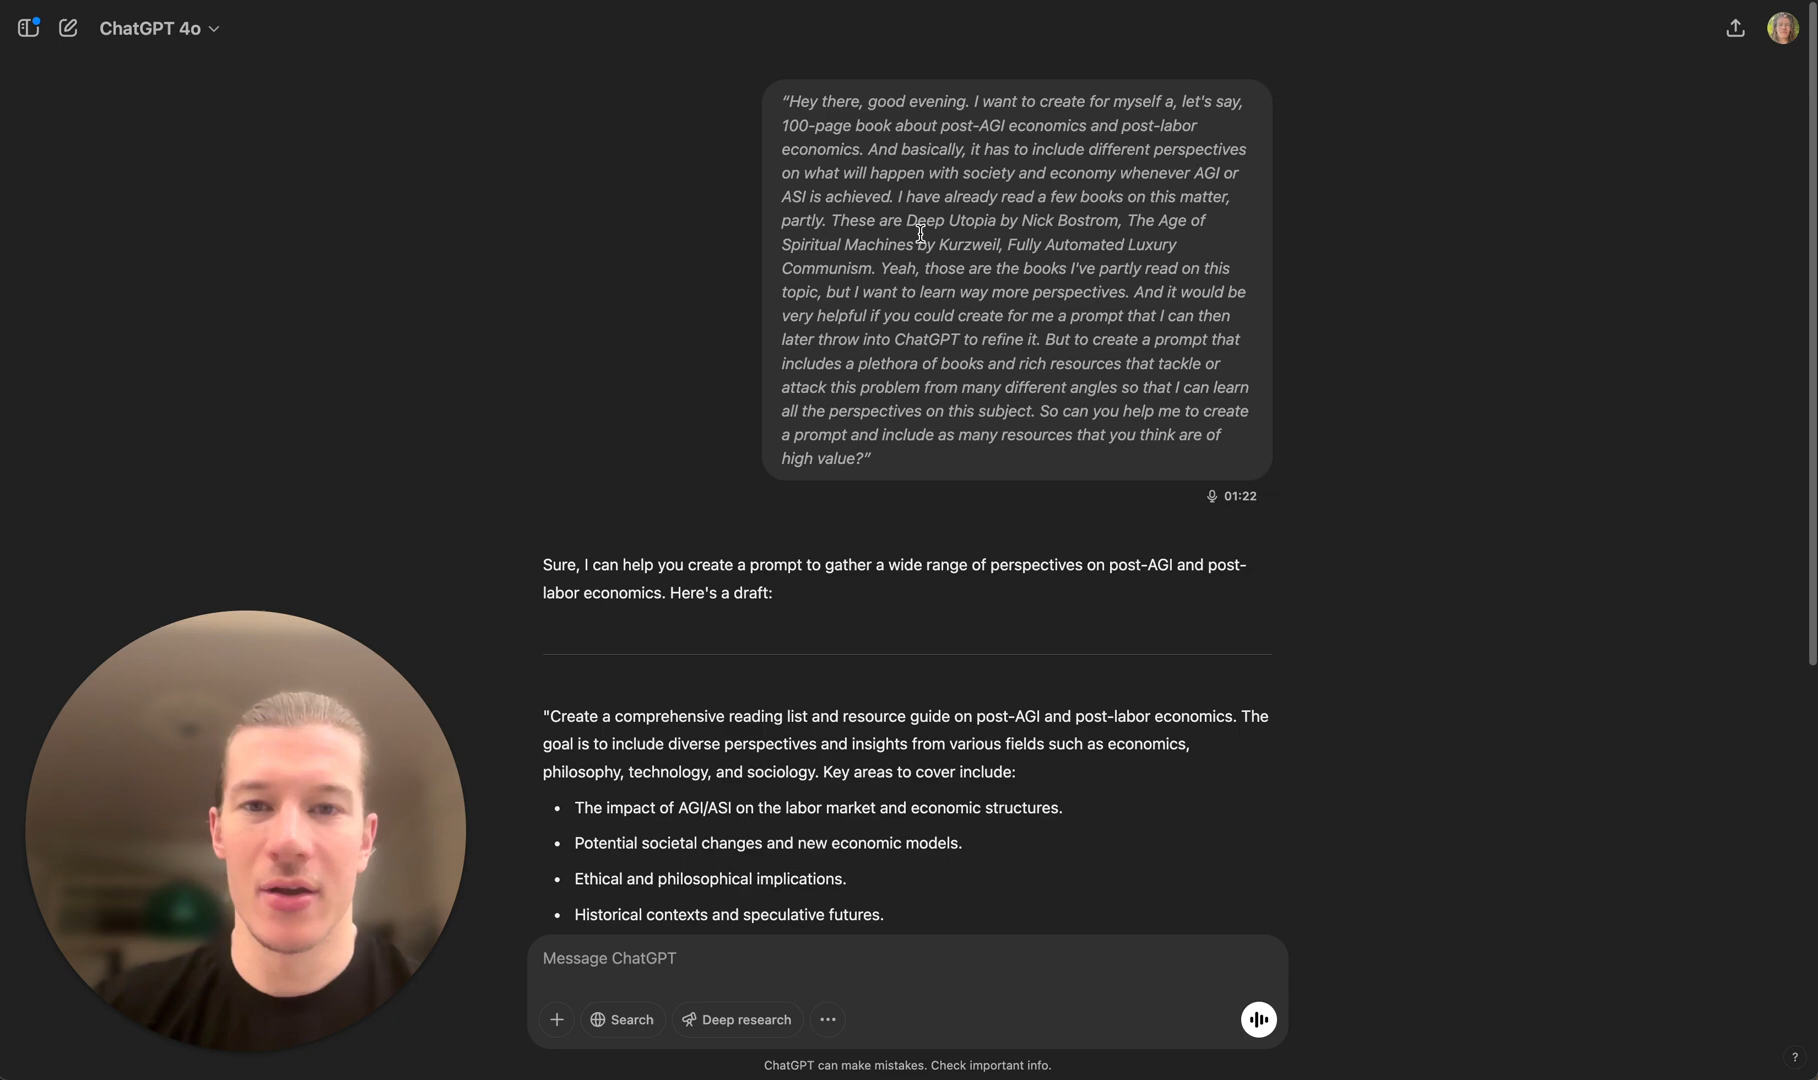 ChatGPT 4o
“Hey there, good evening. I want to create for myself a, let's say,
100-page book about post-AGI economics and post-labor
economics. And basically, it has to include different perspectives
on what will happen with society and economy whenever AGI or
ASI is achieved. I have already read a few books on this matter,
partly. These are Deep Utopia by Nick Bostrom, The Age of
Spiritual Machines by Kurzweil, Fully Automated Luxury
Communism. Yeah, those are the books I've partly read on this
topic, but I want to learn way more perspectives. And it would be
very helpful if you could create for me a prompt that I can then
later throw into ChatGPT to refine it. But to create a prompt that
includes a plethora of books and rich resources that tackle or
attack this problem from many different angles so that I can learn
all the perspectives on this subject. So can you help me to create
a prompt and include as many resources that you think are of
high value?”
01:22
Sure, I can help you create a prompt to gather a wide range of perspectives on post-AGI and post-
labor economics. Here's a draft:
"Create a comprehensive reading list and resource guide on post-AGI and post-labor economics. The
goal is to include diverse perspectives and insights from various fields such as economics,
philosophy, technology, and sociology. Key areas to cover include:
• The impact of AGI/ASI on the labor market and economic structures.
• Potential societal changes and new economic models.
• Ethical and philosophical implications.
• Historical contexts and speculative futures.
Message ChatGPT
Search
Deep research
ChatGPT can make mistakes. Check important info.
?